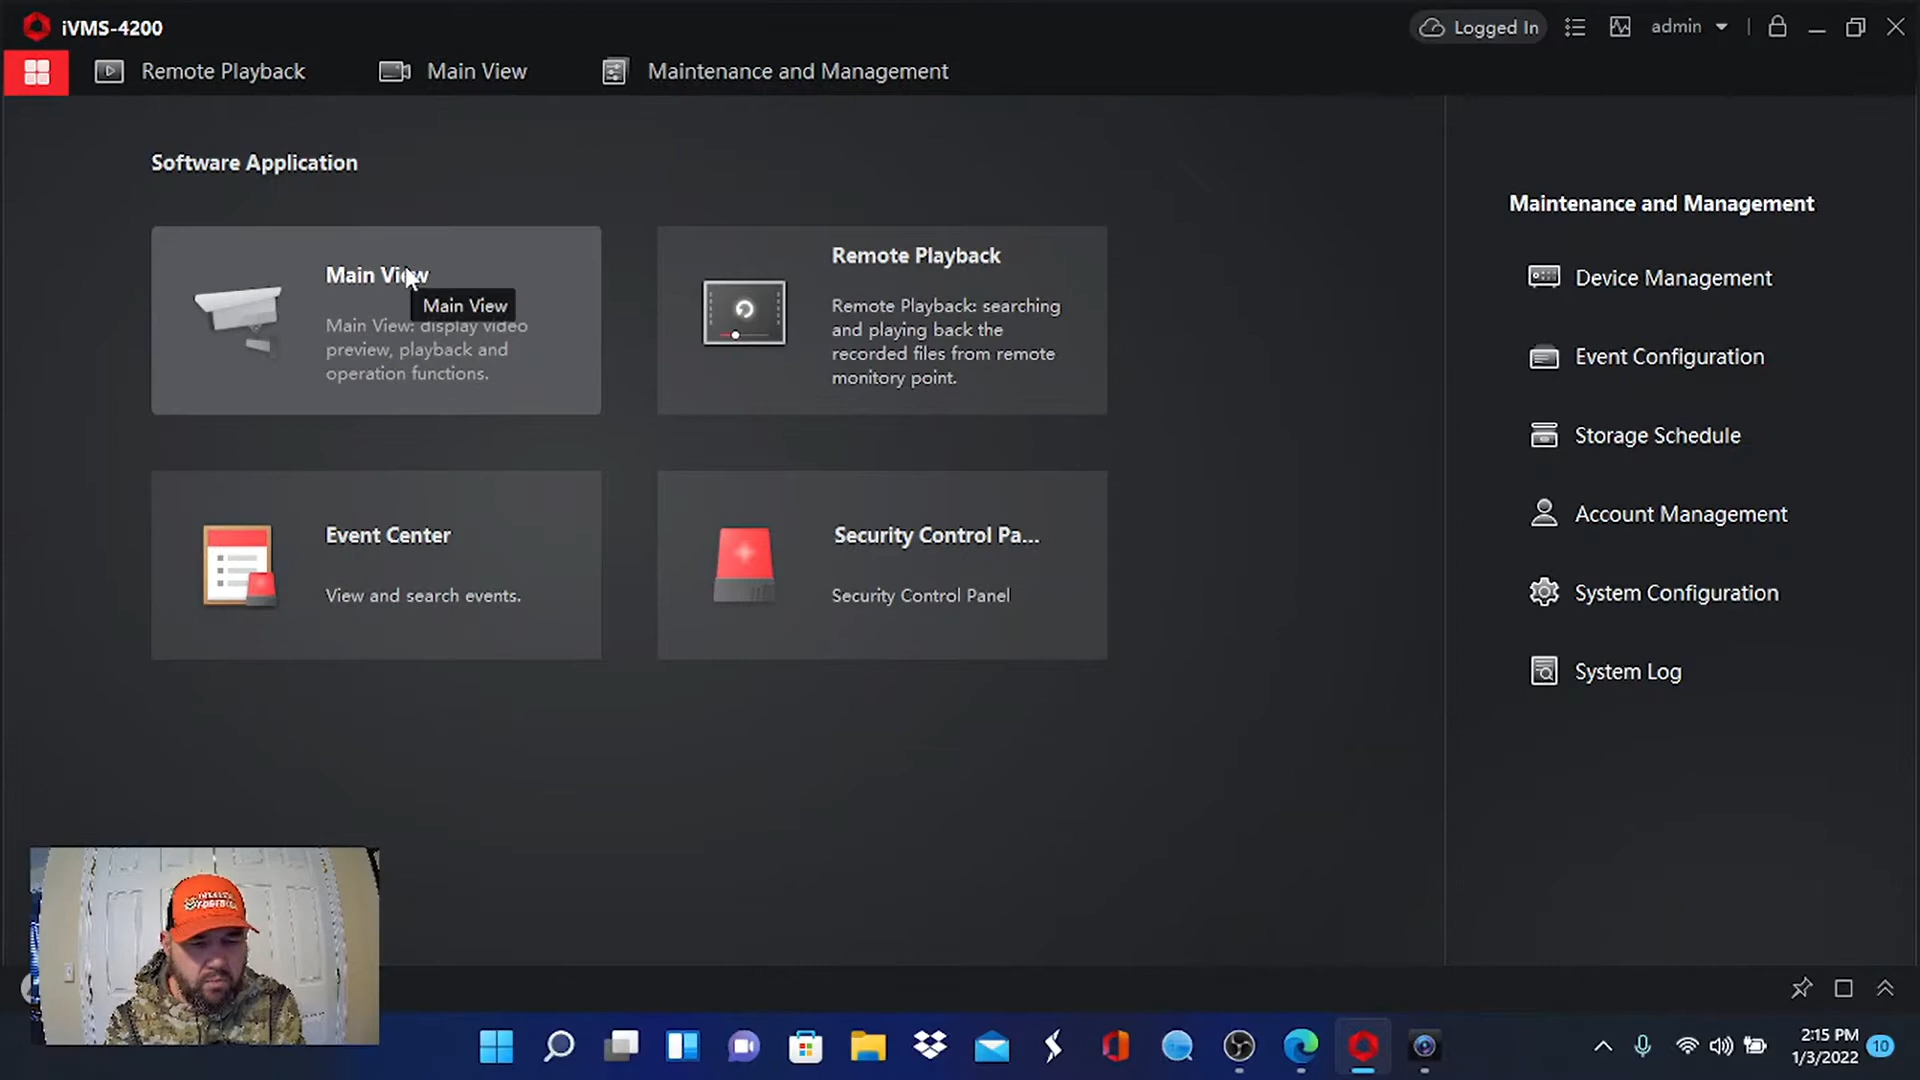 iVMS-4200
Logged In
admin
Remote Playback
Main View
Maintenance and Management
Software Application
Main View
Main View
Main View: display video
preview, playback and
operation functions.
Remote Playback
Remote Playback: searching
and playing back the
recorded files from remote
monitory point.
Event Center
View and search events.
Security Control Pa...
Security Control Panel
Maintenance and Management
Device Management
Event Configuration
Storage Schedule
Account Management
System Configuration
System Log
2:15 PM
1/3/2022
10